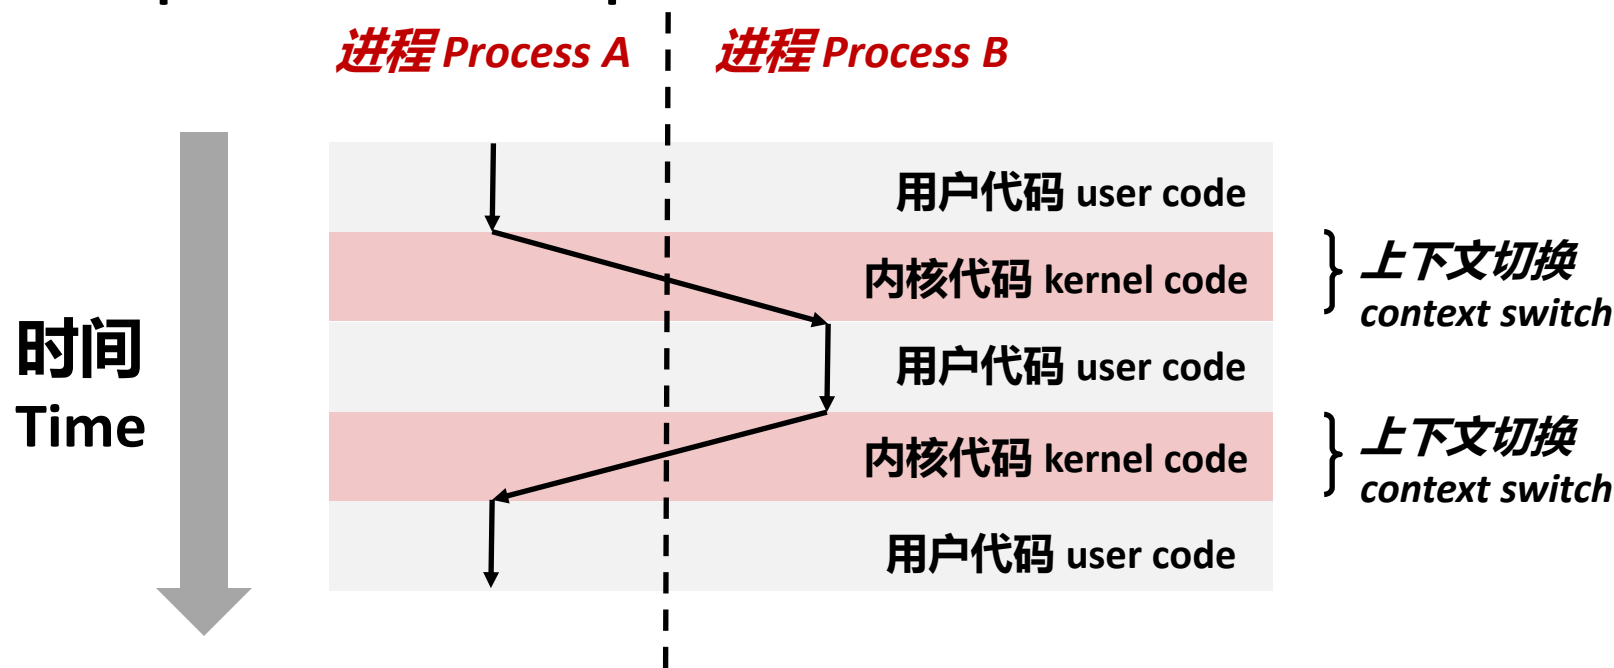 进程 Process A
进程 Process B
用户代码 user code
内核代码 kernel code
上下文切换
context switch
用户代码 user code
时间
Time
内核代码 kernel code
上下文切换
context switch
用户代码 user code